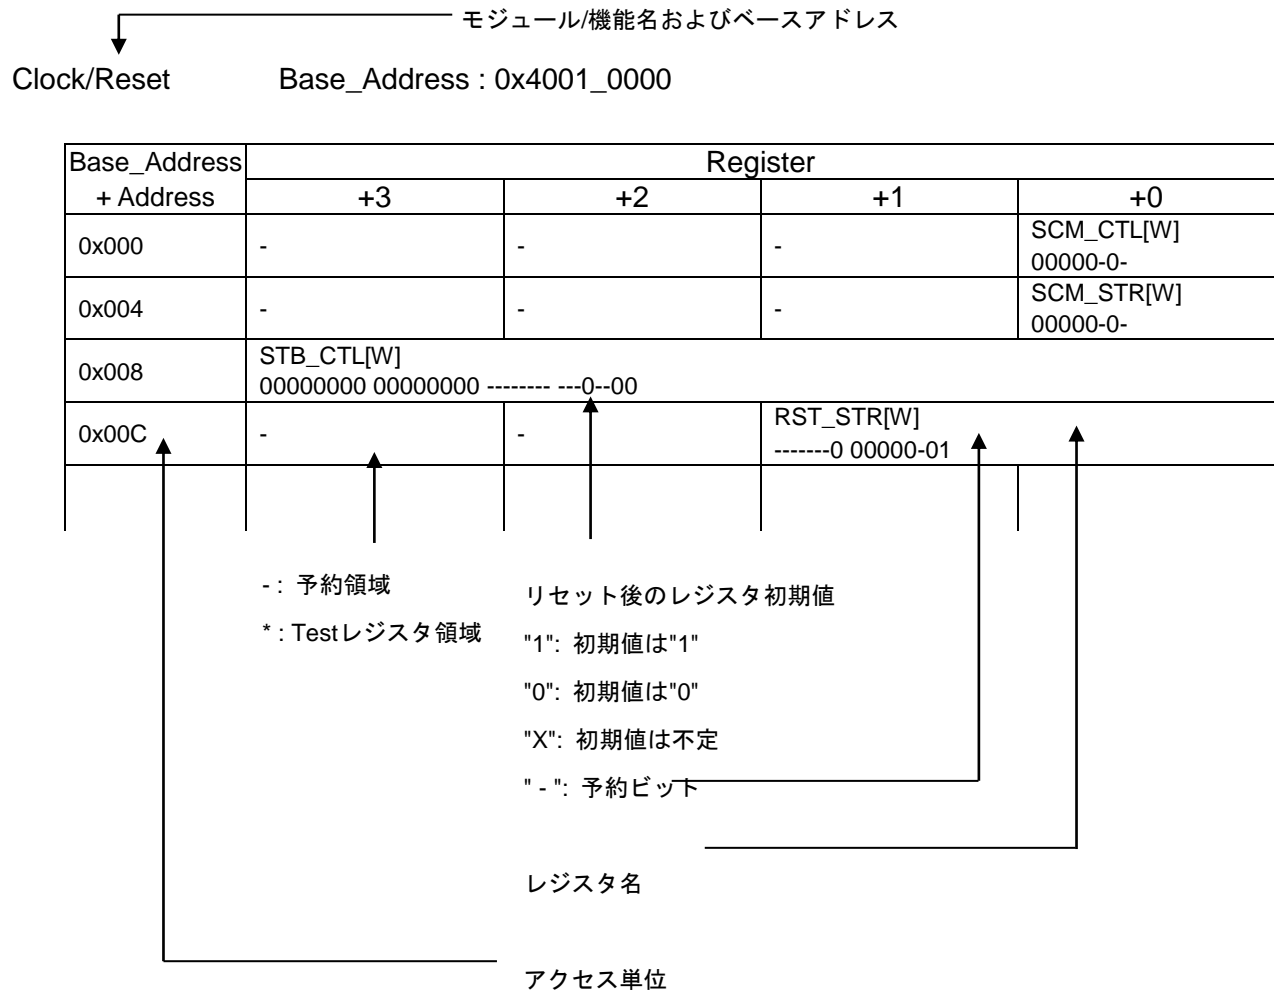 モジュール/機能名およびベースアドレス
Clock/Reset Base_Address : 0x4001_0000
Base_Address + Address Register
+3 +2 +1 +0
0x000 - - - SCM_CTL[W]
00000-0-
0x004 - - - SCM_STR[W]
00000-0-
0x008 STB_CTL[W]
00000000 00000000 -------- ---0--00
0x00C - - RST_STR[W]
-------0 00000-01
- : 予約領域
* : Testレジスタ領域
リセット後のレジスタ初期値
"1": 初期値は"1"
"0": 初期値は"0"
"X": 初期値は不定
" - ": 予約ビット
レジスタ名
アクセス単位